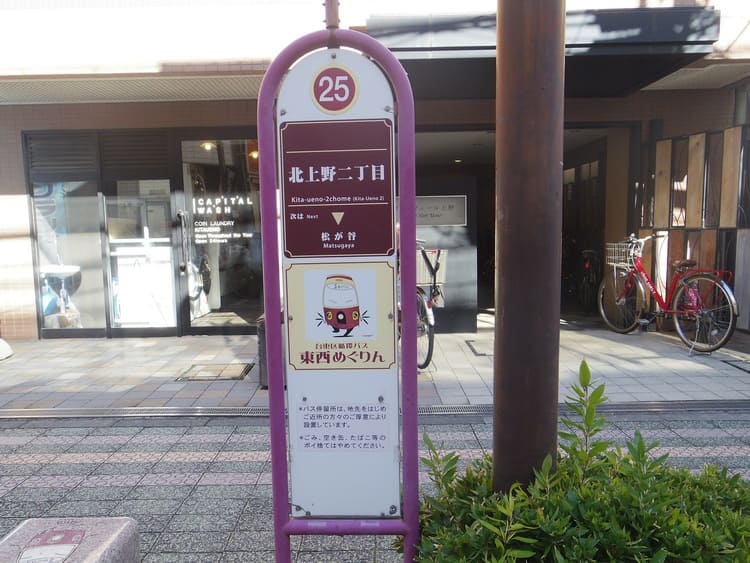 25
北上野二丁目
Kita-ueno-2chome (Kita Ueno 2)
次は Next
松が谷
Matsugaya
台東区循環バス
東西めぐりん
*バス停留所は、地先をはじめ
ご近所の方々のご厚意により
設置しています。
*ごみ、空き缶、たばこ等の
ポイ捨てはやめてください。
CAPITAL
WASH
COIN LAUNDRY
KITAUENO
Open 24hours